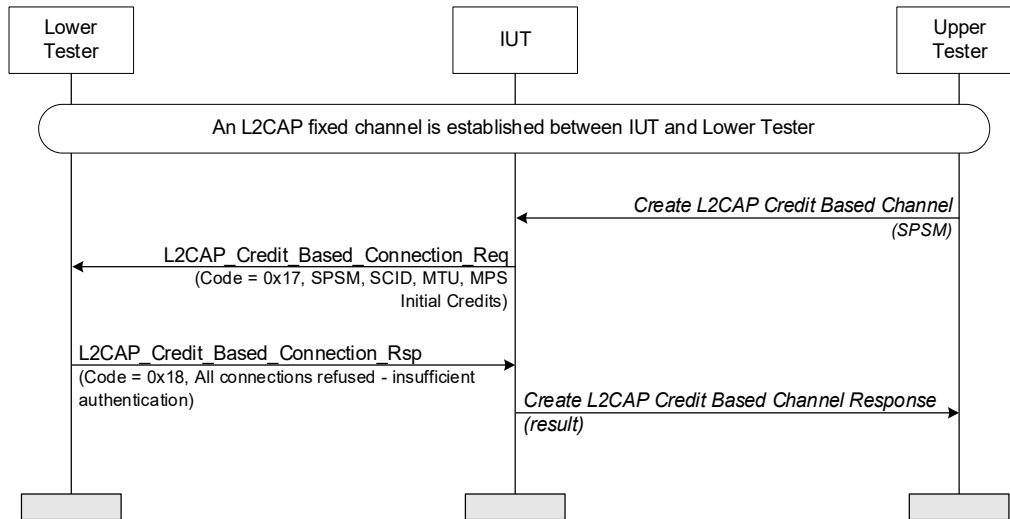 Lower
Tester
IUT
Upper
Tester
An L2CAP fixed channel is established between IUT and Lower Tester
Create L2CAP Credit Based Channel
(SPSM)
L2CAP_Credit_Based_Connection_Req
(Code = 0x17, SPSM, SCID, MTU, MPS
Initial Credits)
L2CAP_Credit_Based_Connection_Rsp
(Code = 0x18, All connections refused - insufficient
authentication)
Create L2CAP Credit Based Channel Response
(result)